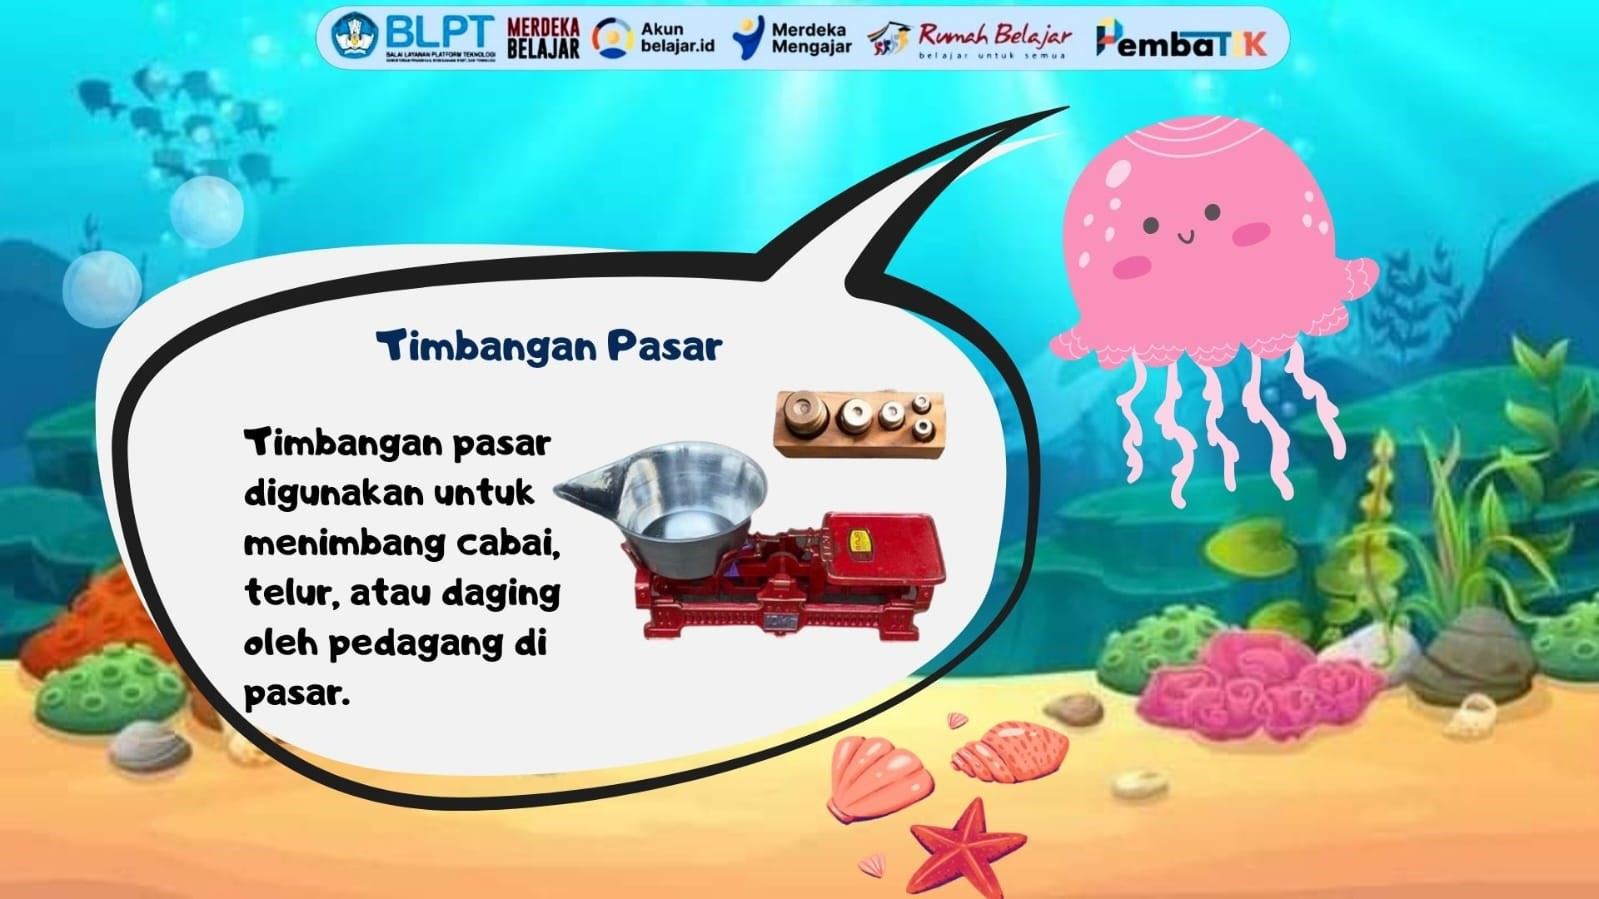 BLPT
BALAI LAYANAN PLATFORM TEKNOLOGI
MERDEKA
BELAJAR
Akun
belajar.id
Merdeka
Mengajar
Rumah Belajar
belajar untuk semua
PembaTIK
Timbangan Pasar
Timbangan pasar
digunakan untuk
menimbang cabai,
telur, atau daging
oleh pedagang di
pasar.